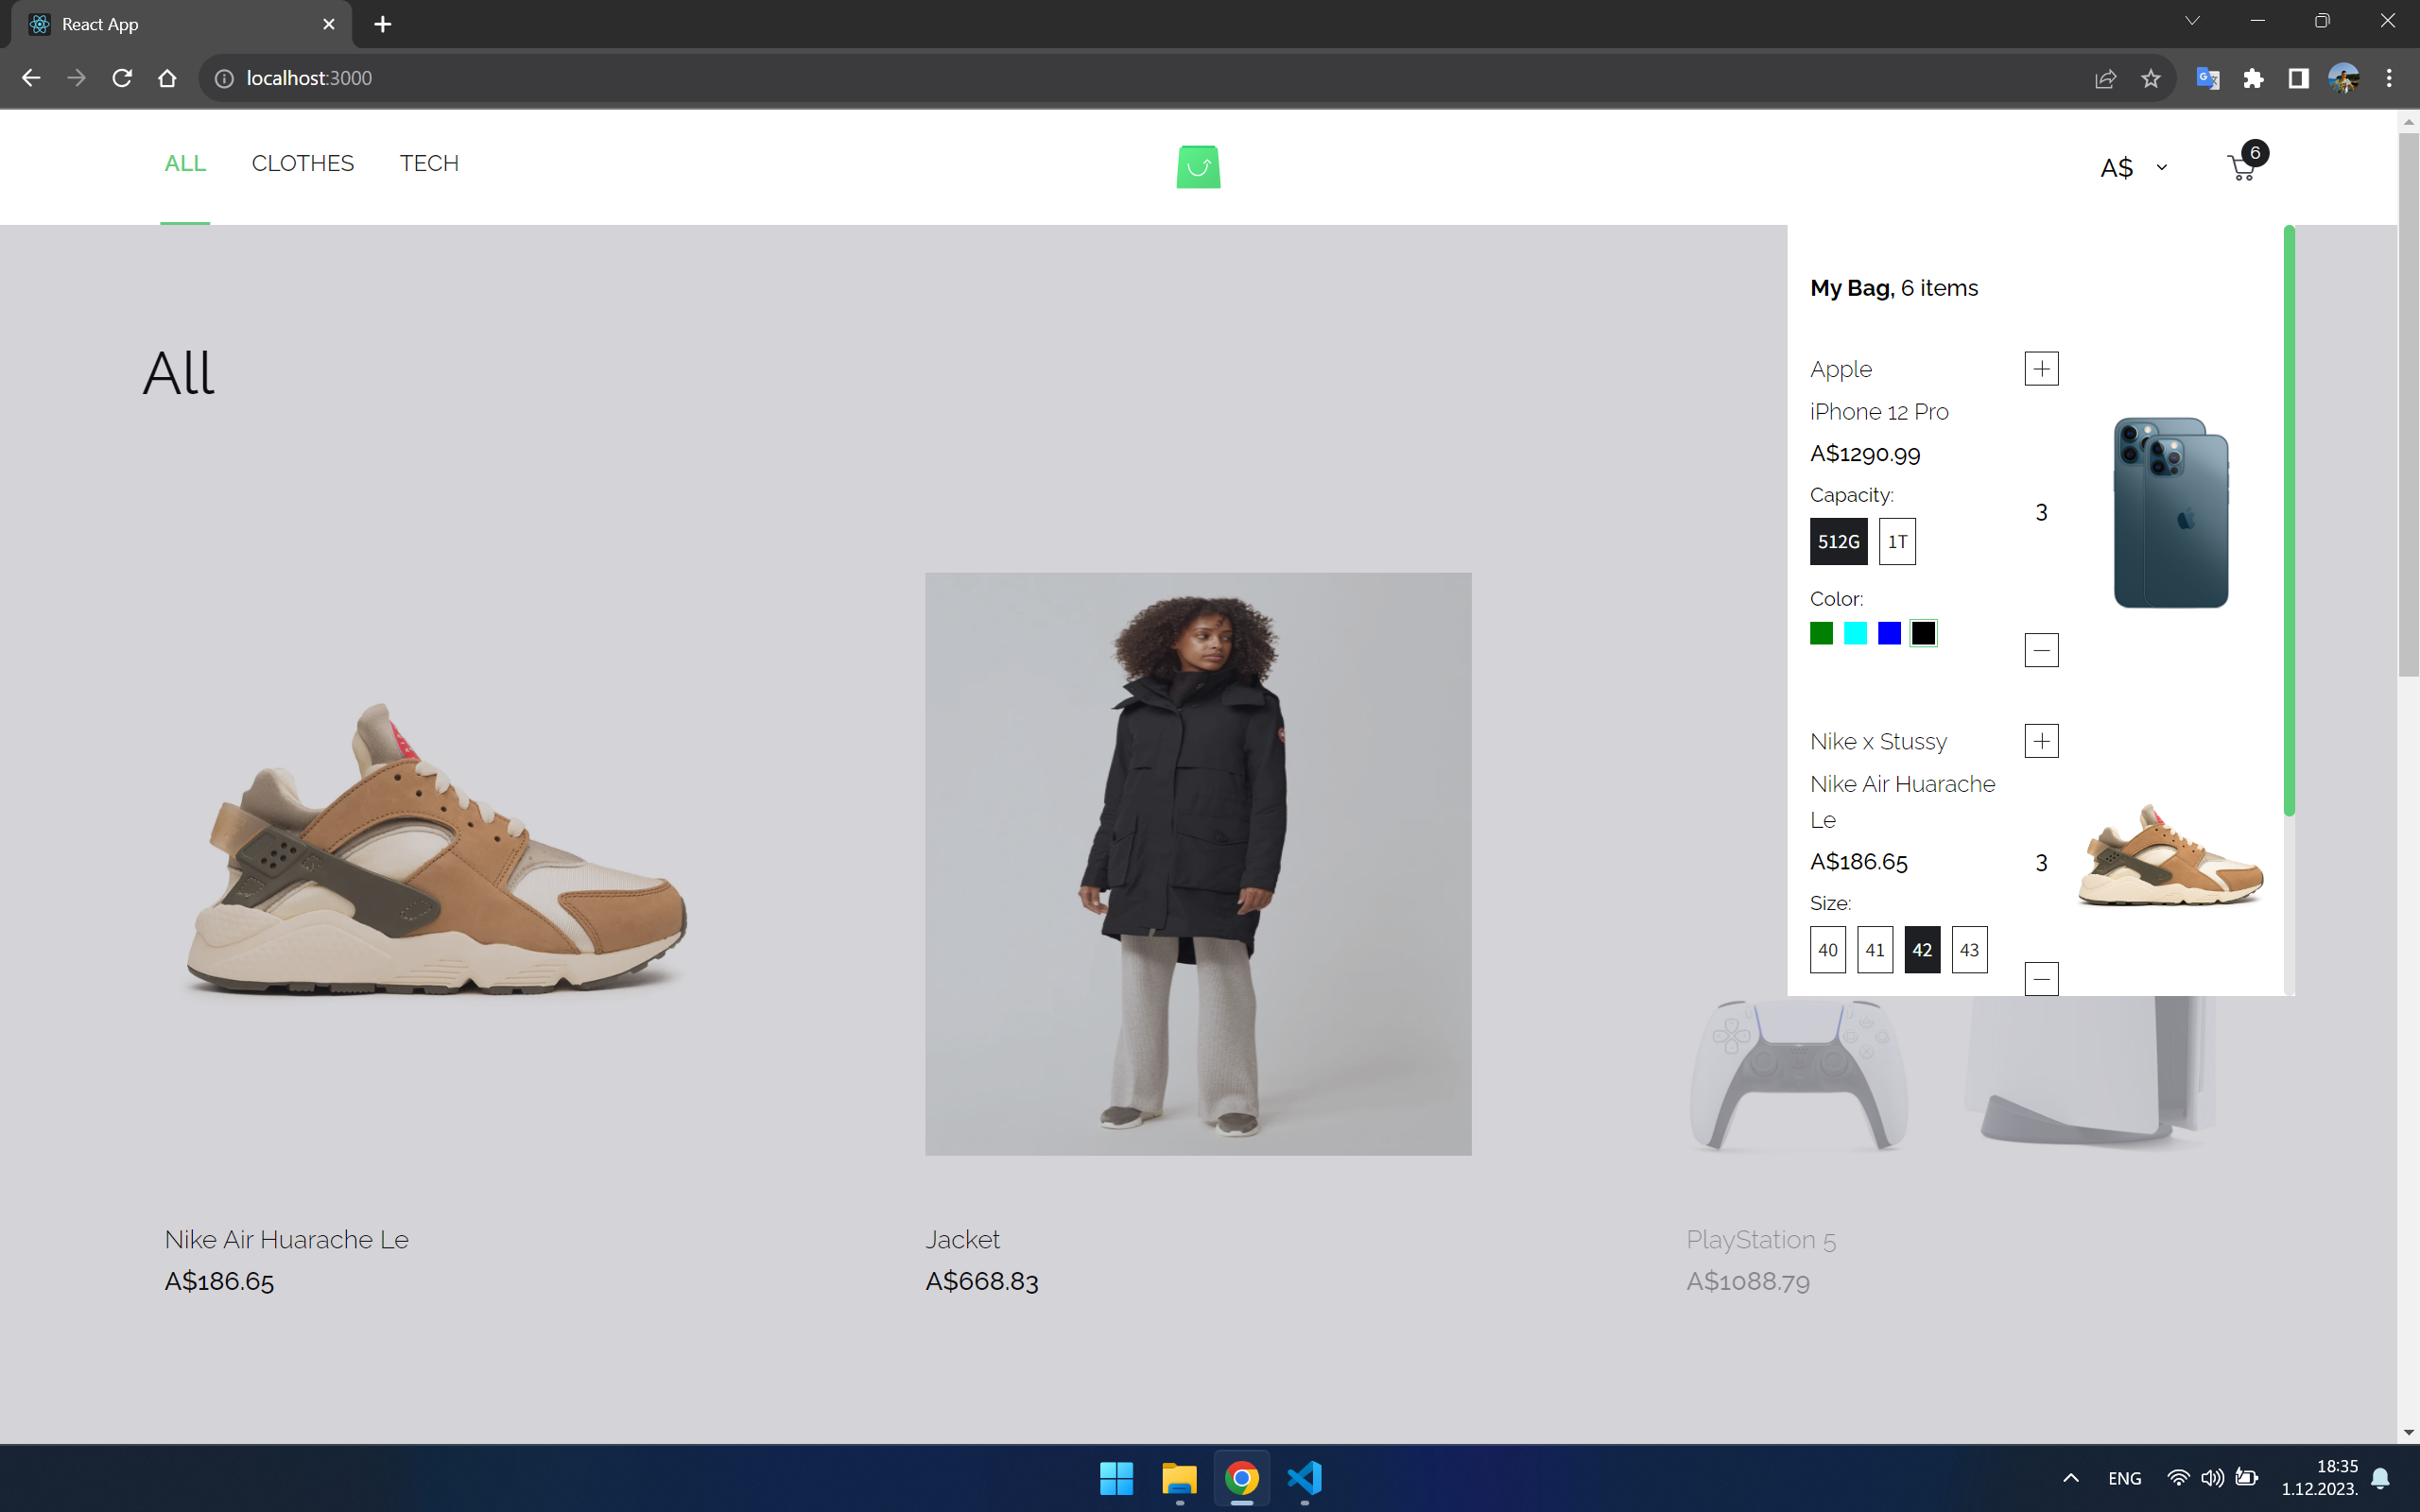 React App
localhost:3000
ALL CLOTHES TECH
A$
6
My Bag, 6 items
All
Apple
iPhone 12 Pro
A$1290.99
Capacity:
512G 1T
3
Color:
Nike x Stussy
Nike Air Huarache
Le
A$186.65
3
Size:
40 41 42 43
Nike Air Huarache Le
A$186.65
Jacket
A$668.83
PlayStation 5
A$1088.79
ENG
18:35
1.12.2023.